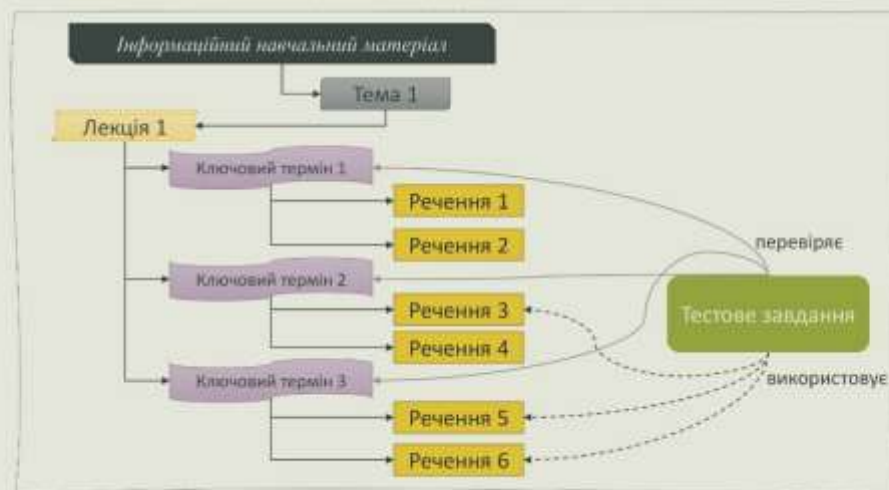 Інформаційний навчальний матеріал
Тема 1
Лекція 1
Ключовий термін 1
Речення 1
Речення 2
перевіряє
Ключовий термін 2
Речення 3
Тестове завдання
Речення 4
Ключовий термін 3
використовує
Речення 5
Речення 6